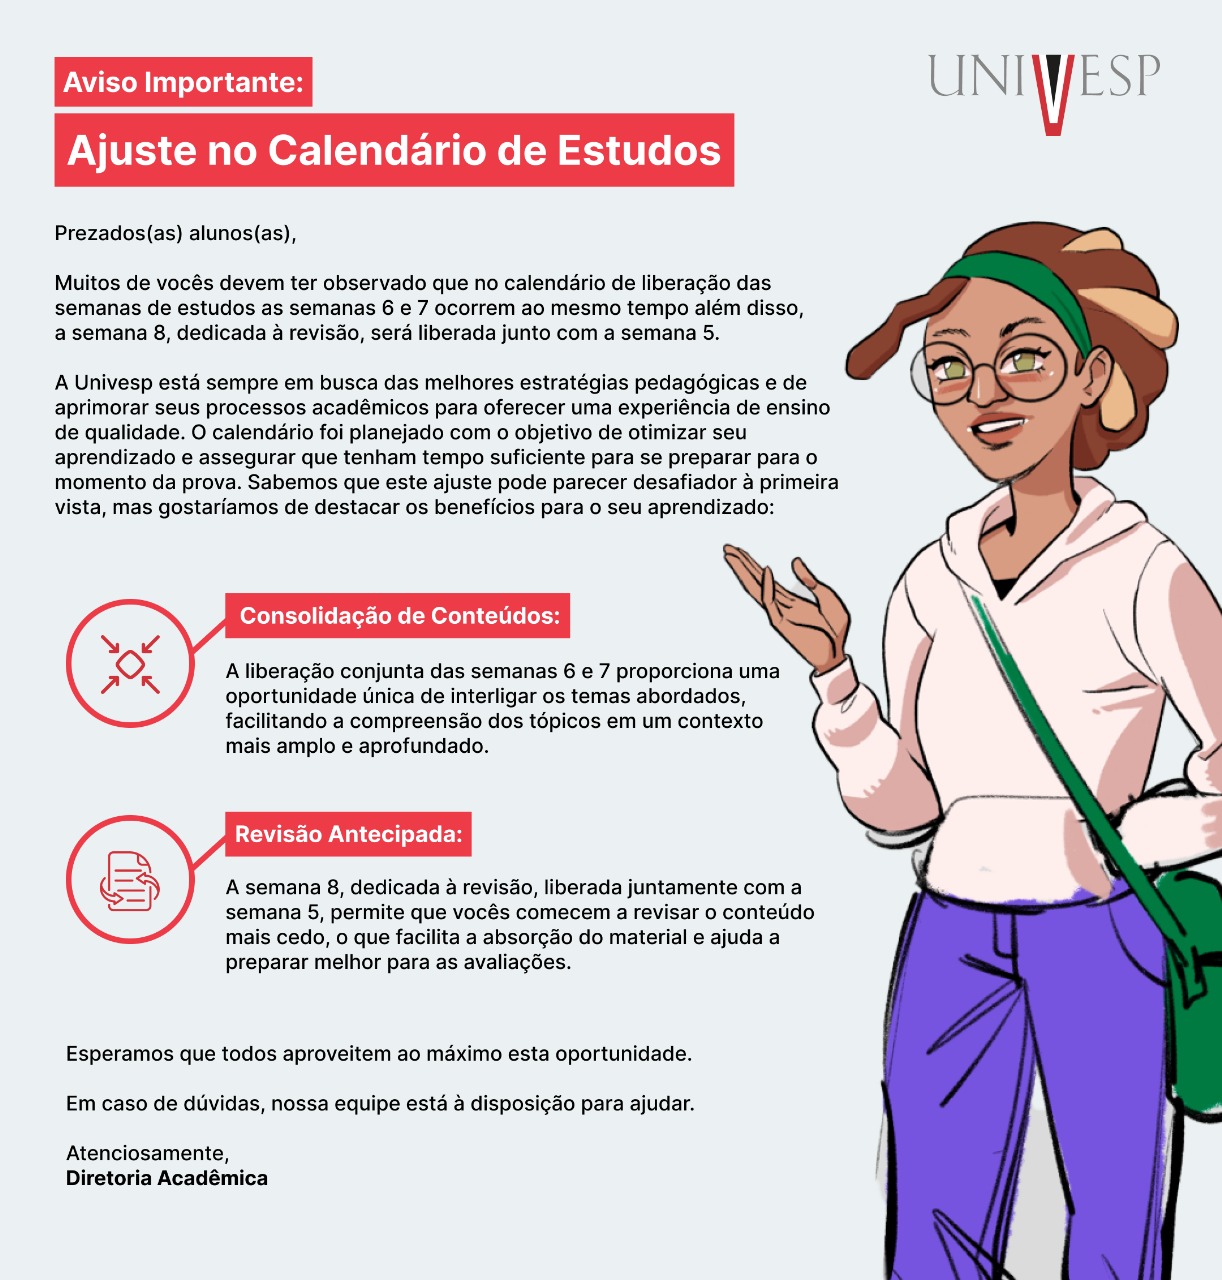 Aviso Importante:
UNIVESP
Ajuste no Calendário de Estudos
Prezados(as) alunos(as),
Muitos de vocês devem ter observado que no calendário de liberação das
semanas de estudos as semanas 6 e 7 ocorrem ao mesmo tempo além disso,
a semana 8, dedicada à revisão, será liberada junto com a semana 5.
A Univesp está sempre em busca das melhores estratégias pedagógicas e de
aprimorar seus processos acadêmicos para oferecer uma experiência de ensino
de qualidade. O calendário foi planejado com o objetivo de otimizar seu
aprendizado e assegurar que tenham tempo suficiente para se preparar para o
momento da prova. Sabemos que este ajuste pode parecer desafiador à primeira
vista, mas gostaríamos de destacar os benefícios para o seu aprendizado:
Consolidação de Conteúdos:
A liberação conjunta das semanas 6 e 7 proporciona uma
oportunidade única de interligar os temas abordados,
facilitando a compreensão dos tópicos em um contexto
mais amplo e aprofundado.
Revisão Antecipada:
A semana 8, dedicada à revisão, liberada juntamente com a
semana 5, permite que vocês comecem a revisar o conteúdo
mais cedo, o que facilita a absorção do material e ajuda a
preparar melhor para as avaliações.
Esperamos que todos aproveitem ao máximo esta oportunidade.
Em caso de dúvidas, nossa equipe está à disposição para ajudar.
Atenciosamente,
Diretoria Acadêmica